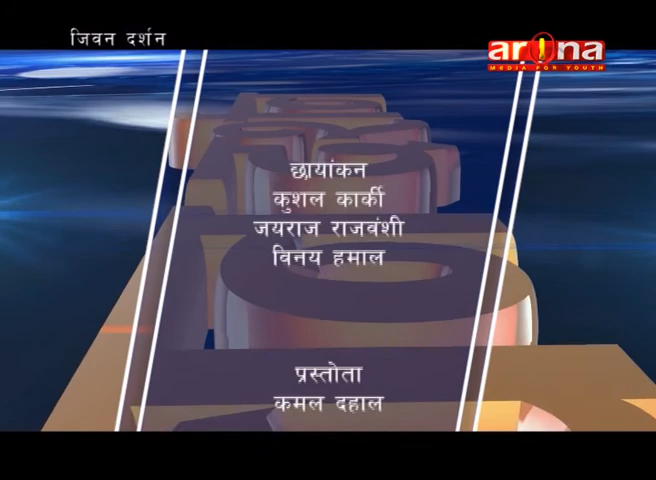 जिवन दर्शन
arena
MEDIA FOR YOUTH
छायांकन
कुशल कार्की
जयराज राजवंशी
विनय हमाल
प्रस्तोता
कमल दहाल